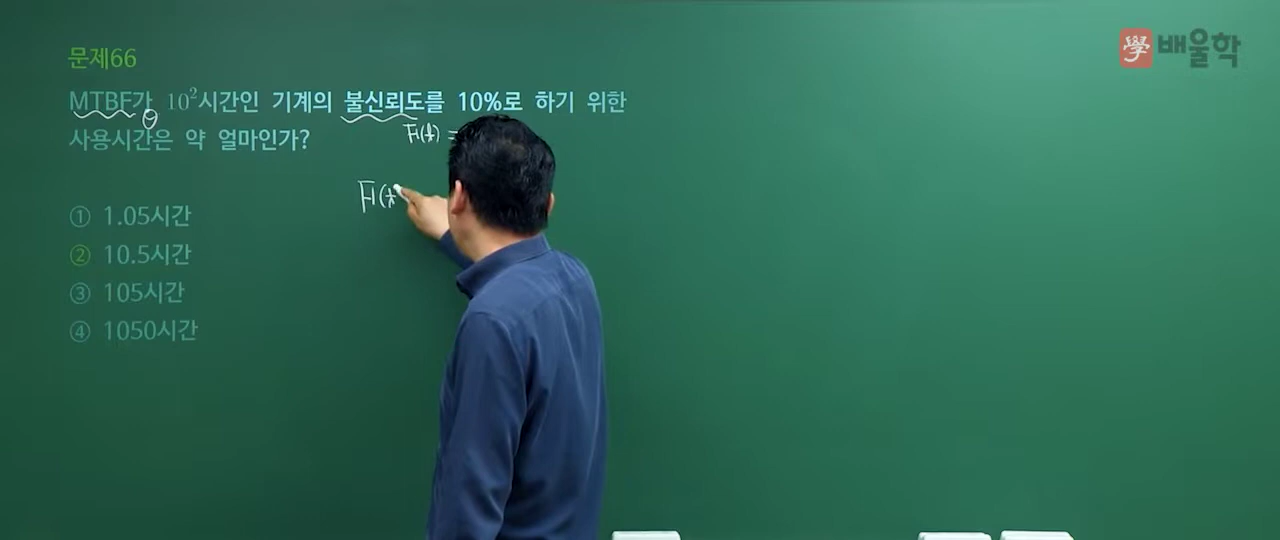 學 배울학
문제66
MTBF가 10²시간인 기계의 불신뢰도를 10%로 하기 위한
θ
사용시간은 약 얼마인가?
F(t) =
F(t
① 1.05시간
② 10.5시간
③ 105시간
④ 1050시간